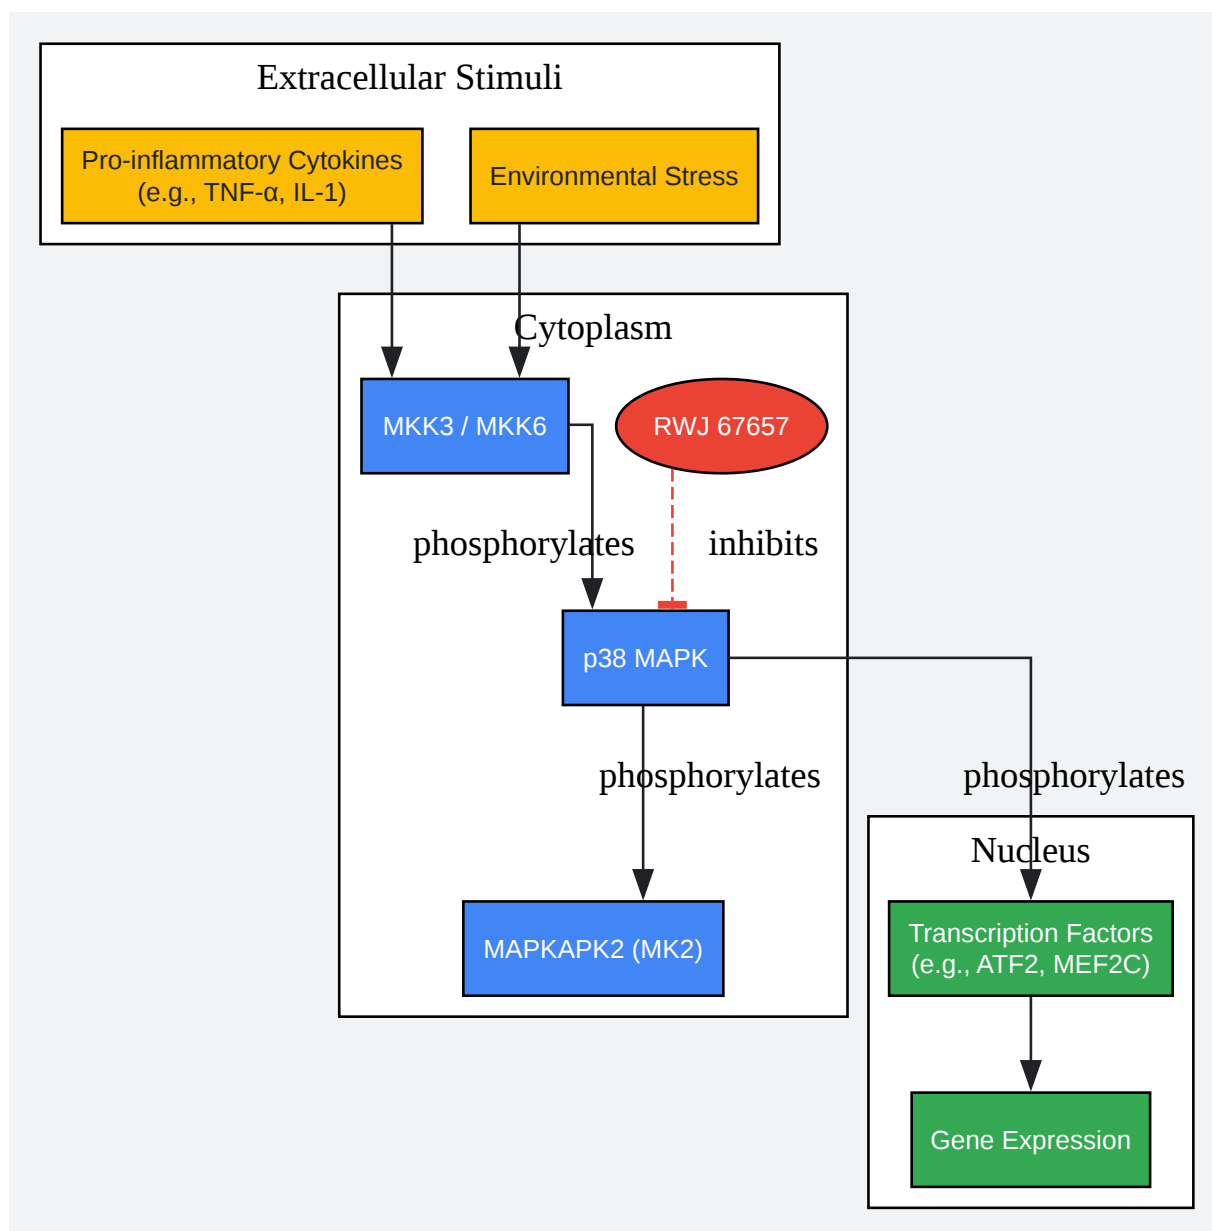 Extracellular Stimuli
Pro-inflammatory Cytokines
(e.g., TNF-α, IL-1)
Environmental Stress
Cytoplasm
MKK3 / MKK6
RWJ 67657
phosphorylates
inhibits
p38 MAPK
phosphorylates
phosphorylates
Nucleus
MAPKAPK2 (MK2)
Transcription Factors
(e.g., ATF2, MEF2C)
Gene Expression